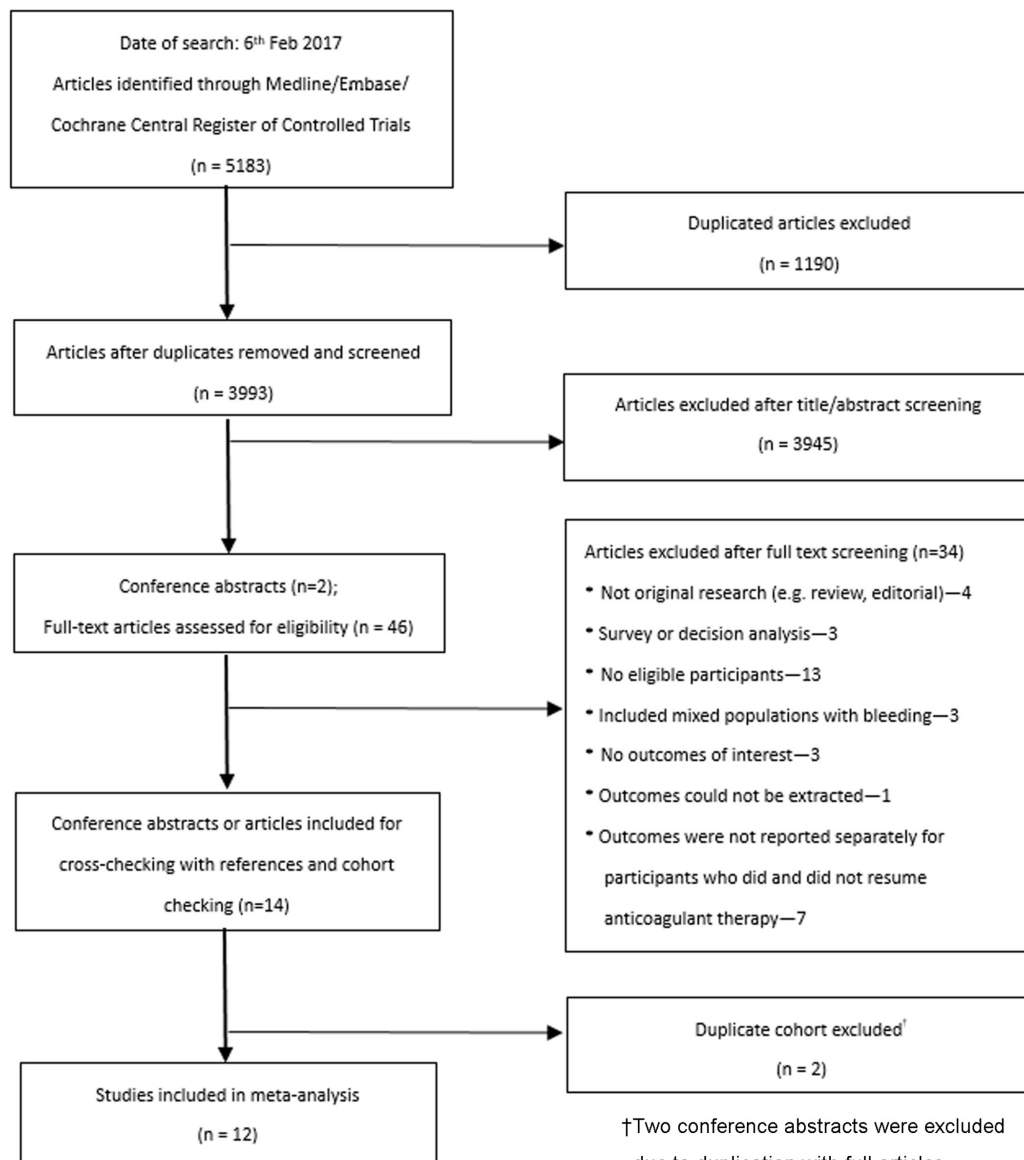 Date of search: 6th Feb 2017
Articles identified through Medline/Embase/
Cochrane Central Register of Controlled Trials
(n = 5183)
Duplicated articles excluded
(n = 1190)
Articles after duplicates removed and screened
(n = 3993)
Articles excluded after title/abstract screening
(n = 3945)
Conference abstracts (n=2);
Full-text articles assessed for eligibility (n = 46)
Articles excluded after full text screening (n=34)
* Not original research (e.g. review, editorial)—4
* Survey or decision analysis—3
* No eligible participants—13
* Included mixed populations with bleeding—3
* No outcomes of interest—3
* Outcomes could not be extracted—1
* Outcomes were not reported separately for
participants who did and did not resume
anticoagulant therapy—7
Conference abstracts or articles included for
cross-checking with references and cohort
checking (n=14)
Duplicate cohort excluded†
(n = 2)
Studies included in meta-analysis
(n = 12)
†Two conference abstracts were excluded
due to duplication with full articles